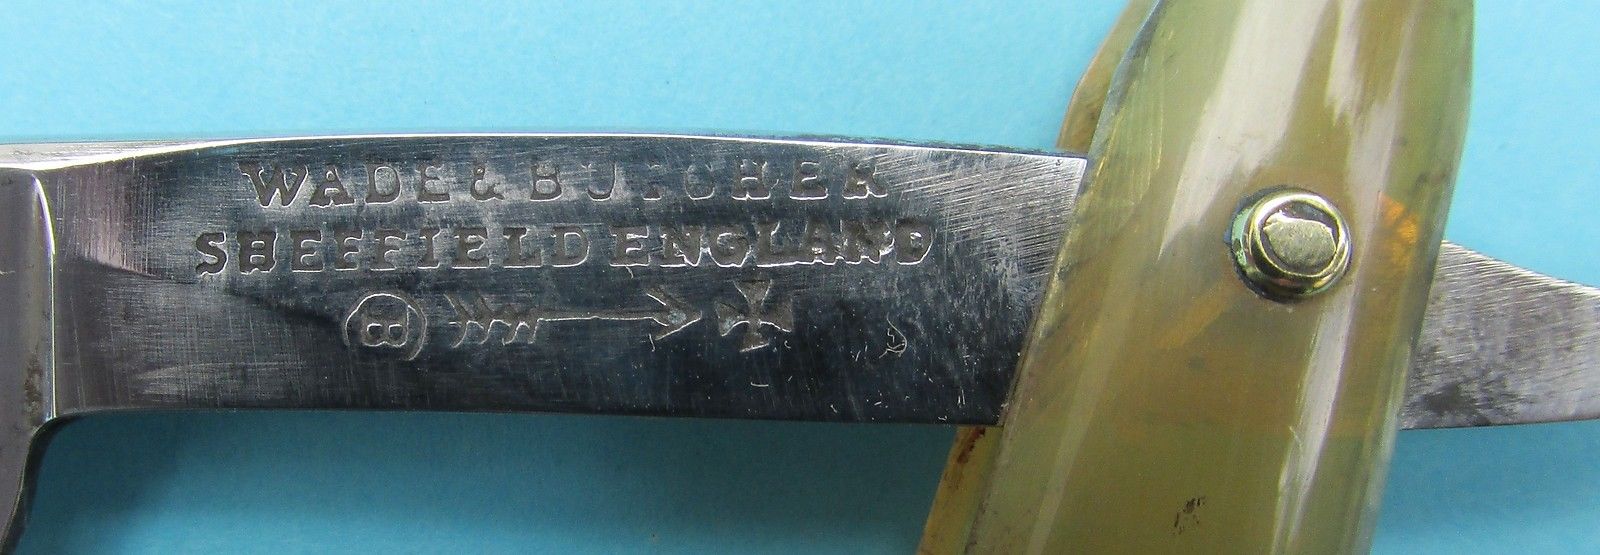 WADE & BUTCHER
SHEFFIELD ENGLAND
B